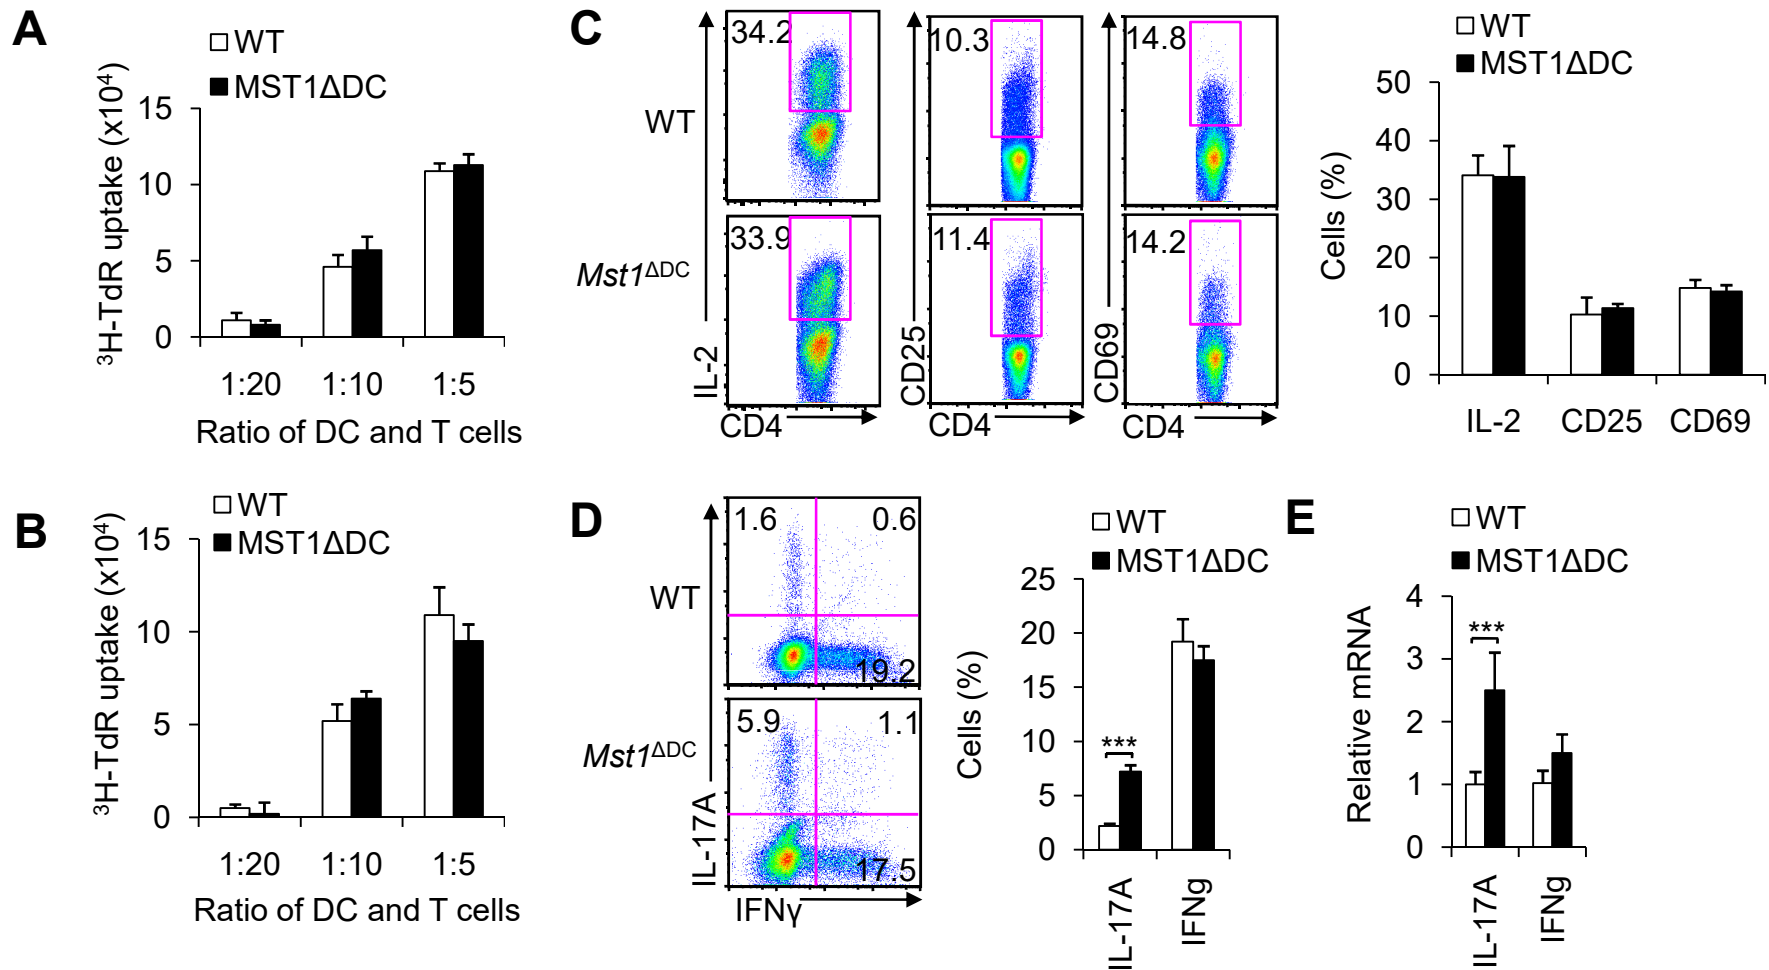 A
WT
MST1ΔDC
³H-TdR uptake (x10⁴)
15
10
5
0
1:20 1:10 1:5
Ratio of DC and T cells
B
WT
MST1ΔDC
³H-TdR uptake (x10⁴)
15
10
5
0
1:20 1:10 1:5
Ratio of DC and T cells
C
WT
Mst1ΔDC
34.2
33.9
IL-2
CD4
10.3
11.4
CD25
CD4
14.8
14.2
CD69
CD4
WT
MST1ΔDC
Cells (%)
50
40
30
20
10
0
IL-2 CD25 CD69
D
WT
Mst1ΔDC
1.6 0.6
19.2
5.9 1.1
17.5
IL-17A
IFNγ
WT
MST1ΔDC
Cells (%)
25
20
15
10
5
0
***
IL-17A
IFNg
E
WT
MST1ΔDC
Relative mRNA
4
3
2
1
0
***
IL-17A
IFNg